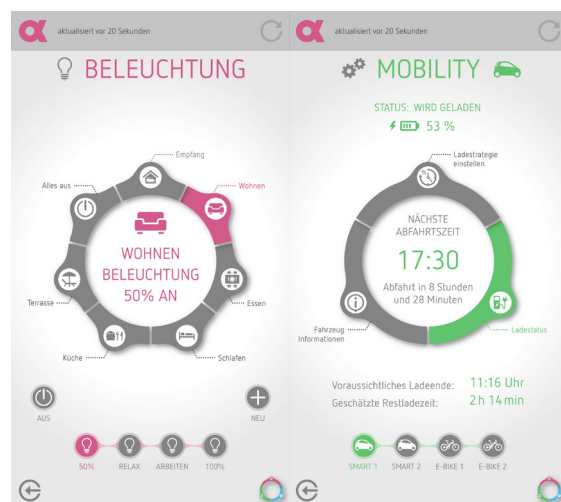 aktualisiert vor 20 Sekunden
BELEUCHTUNG
Empfang
Alles aus
Wohnen
WOHNEN
BELEUCHTUNG
50% AN
Terrasse
Essen
Küche
Schlafen
AUS
NEU
50%
RELAX
ARBEITEN
100%
aktualisiert vor 20 Sekunden
MOBILITY
STATUS: WIRD GELADEN
53 %
Ladestrategie
einstellen
NÄCHSTE
ABFAHRTSZEIT
17:30
Abfahrt in 8 Stunden
und 28 Minuten
Fahrzeug
Informationen
Ladestatus
Voraussichtliches Ladeende: 11:16 Uhr
Geschätzte Restladezeit: 2 h 14 min
SMART 1
SMART 2
E-BIKE 1
E-BIKE 2